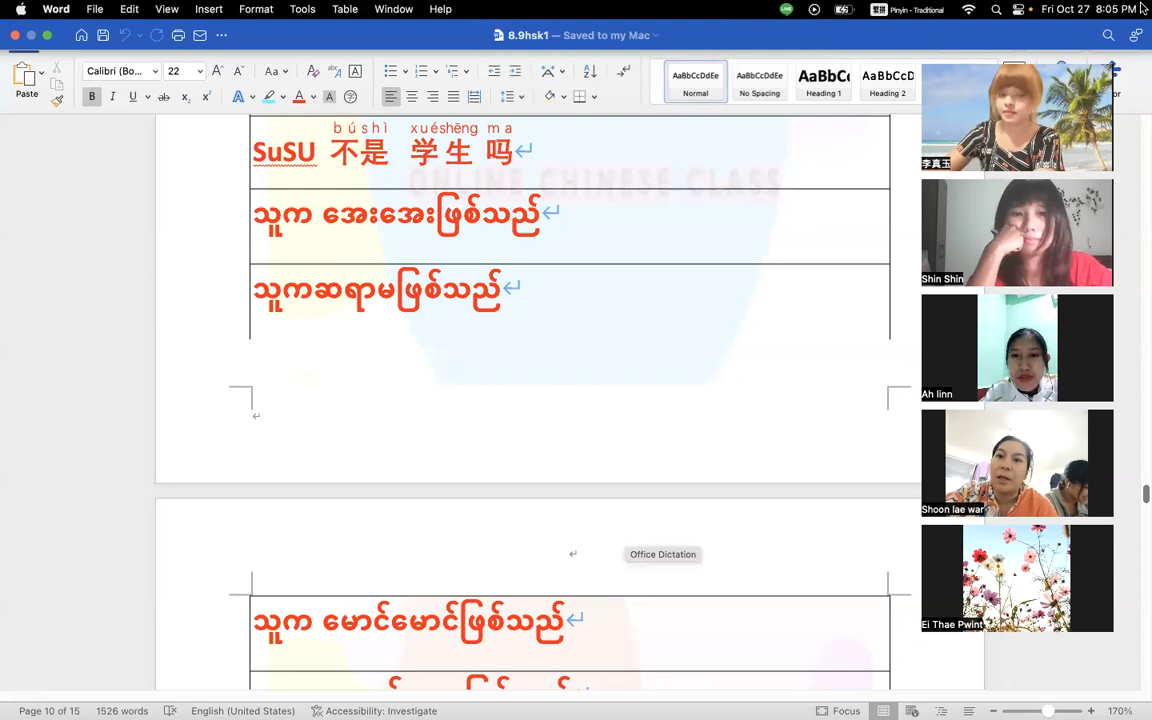 Word File Edit View Insert Format Tools Table Window Help Pinyin - Traditional Fri Oct 27 8:05 PM
8.9hsk1 — Saved to my Mac
Paste Calibri (Bo... 22
AaBbCcDdEe AaBbCcDdEe AaBbC AaBbCcD
Normal No Spacing Heading 1 Heading 2
búshì xuéshēng ma
SuSU 不是 学生 吗
ONLINE CHINESE CLASS
သူက အေးအေးဖြစ်သည်
သူကဆရာမဖြစ်သည်
Office Dictation
သူက မောင်မောင်ဖြစ်သည်
李真玉
Shin Shin
Ah linn
Shoon lae war
Ei Thae Pwint
Page 10 of 15 1526 words English (United States) Accessibility: Investigate Focus 170%